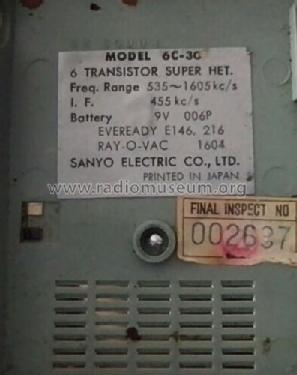 MODEL 6C-30
6 TRANSISTOR SUPER HET.
Freq. Range 535~1605kc/s
I. F. 455kc/s
Battery 9V 006P
EVEREADY E146, 216
RAY-O-VAC 1604
SANYO ELECTRIC CO., LTD.
PRINTED IN JAPAN
© www.radiomuseum.org
FINAL INSPECT NO
002637